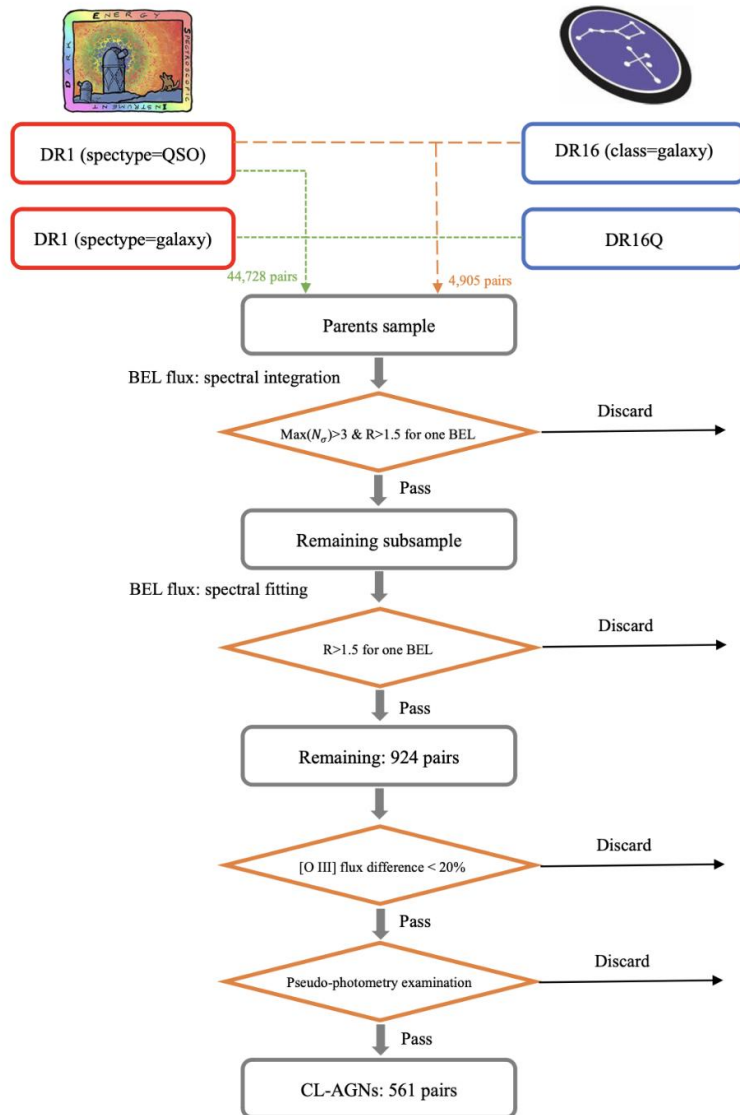 DARK ENERGY SPECTROSCOPIC INSTRUMENT
DR1 (spectype=QSO)
DR16 (class=galaxy)
DR1 (spectype=galaxy)
DR16Q
44,728 pairs
4,905 pairs
Parents sample
BEL flux: spectral integration
Max(N_σ)>3 & R>1.5 for one BEL
Discard
Pass
Remaining subsample
BEL flux: spectral fitting
R>1.5 for one BEL
Discard
Pass
Remaining: 924 pairs
[O III] flux difference < 20%
Discard
Pass
Pseudo-photometry examination
Discard
Pass
CL-AGNs: 561 pairs